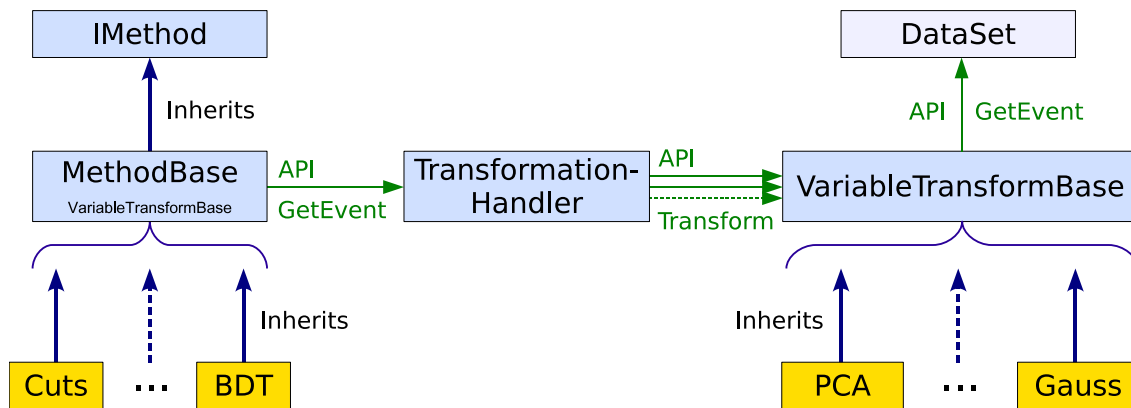 IMethod
DataSet
Inherits
API
GetEvent
MethodBase
VariableTransformBase
API
GetEvent
Transformation-
Handler
API
Transform
VariableTransformBase
Inherits
Inherits
Cuts
...
BDT
PCA
...
Gauss